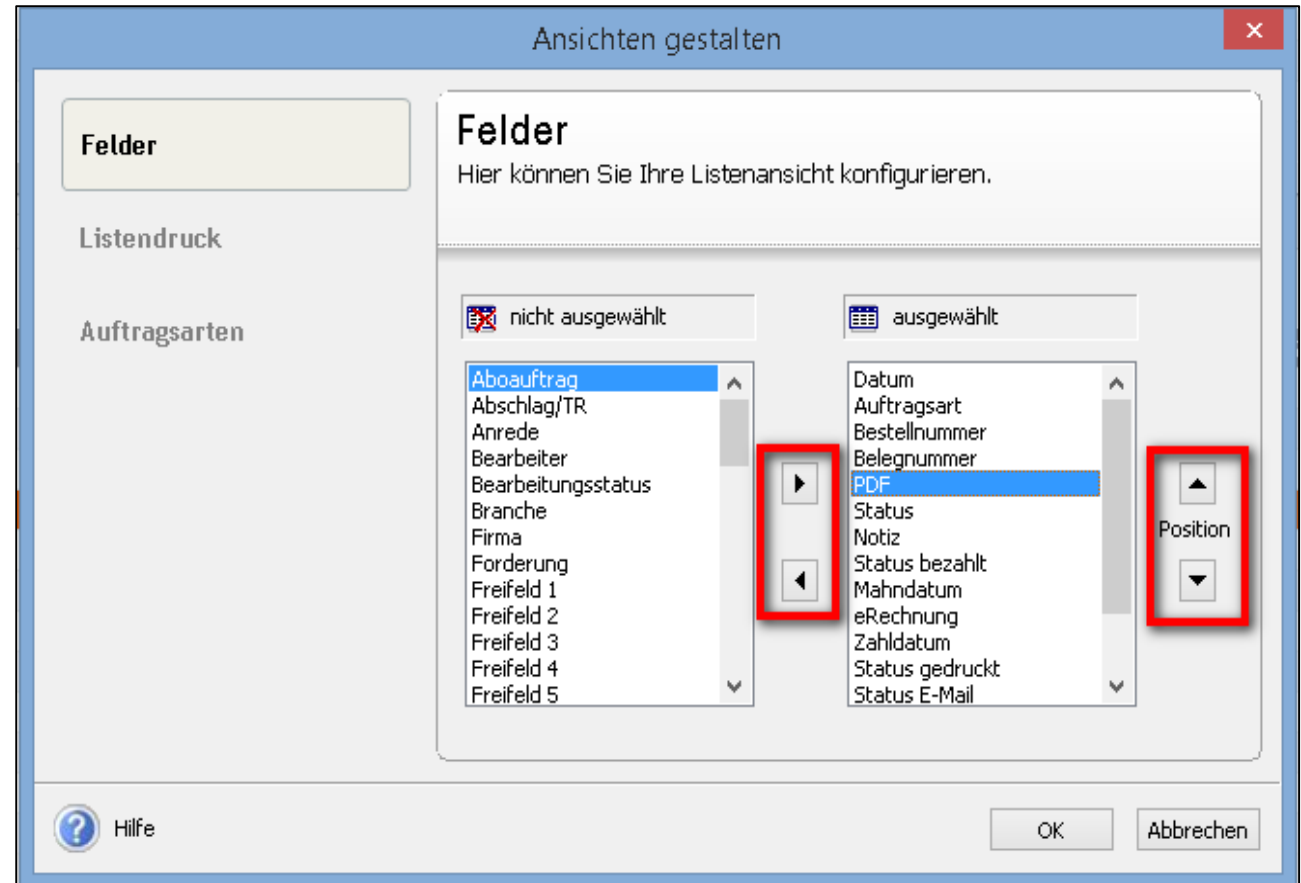 Ansichten gestalten
Felder
Listendruck
Auftragsarten
Felder
Hier können Sie Ihre Listenansicht konfigurieren.
nicht ausgewählt
Aboauftrag
Abschlag/TR
Anrede
Bearbeiter
Bearbeitungsstatus
Branche
Firma
Forderung
Freifeld 1
Freifeld 2
Freifeld 3
Freifeld 4
Freifeld 5
ausgewählt
Datum
Auftragsart
Bestellnummer
Belegnummer
PDF
Status
Notiz
Status bezahlt
Mahndatum
eRechnung
Zahldatum
Status gedruckt
Status E-Mail
Position
Hilfe
OK
Abbrechen